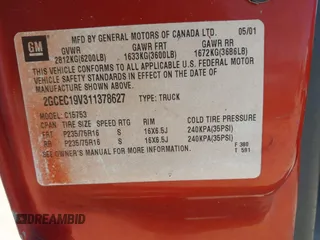 GM
MFD BY GENERAL MOTORS OF CANADA LTD. 05/01
GVWR GAWR FRT GAWR RR
2812KG(6200LB) 1633KG(3600LB) 1672KG(3686LB)
THIS VEHICLE CONFORMS TO ALL APPLICABLE U.S. FEDERAL MOTOR
VEHICLE SAFETY STANDARDS IN EFFECT ON THE DATE OF
MANUFACTURE SHOWN ABOVE.
2GCEC19V311378627 TYPE: TRUCK
MODEL: C15753
CPAN TIRE SIZE SPEED RTG RIM COLD TIRE PRESSURE
FRT P235/75R16 S 16X6.5J 240KPA(35PSI)
RR P235/75R16 S 16X6.5J 240KPA(35PSI)
SEE OWNER'S MANUAL FOR MORE INFORMATION.
F 360
T 591
DREAMBID